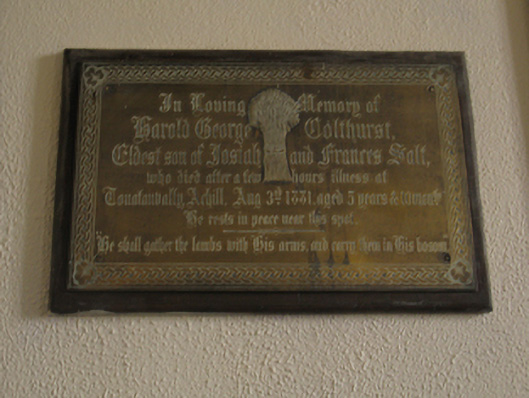 In Loving Memory of
Harold George Colthurst,
Eldest son of Josiah and Frances Salt,
who died after a few hours illness at
Achill, Aug 3rd 1881, aged 5 years &
He rests in peace near this spot.
"He shall gather the lambs with His arms, and carry them in His bosom."